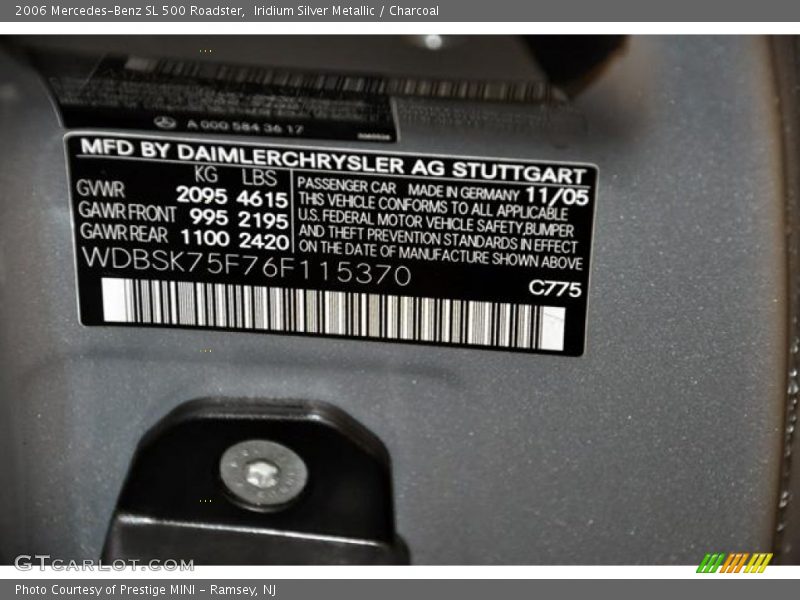 2006 Mercedes-Benz SL 500 Roadster, Iridium Silver Metallic / Charcoal
A 000 584 36 17
MFD BY DAIMLERCHRYSLER AG STUTTGART
KG LBS
GVWR 2095 4615
GAWR FRONT 995 2195
GAWR REAR 1100 2420
PASSENGER CAR MADE IN GERMANY 11/05
THIS VEHICLE CONFORMS TO ALL APPLICABLE
U.S. FEDERAL MOTOR VEHICLE SAFETY,BUMPER
AND THEFT PREVENTION STANDARDS IN EFFECT
ON THE DATE OF MANUFACTURE SHOWN ABOVE
WDBSK75F76F115370
C775
GTCARLOT.COM
Photo Courtesy of Prestige MINI - Ramsey, NJ